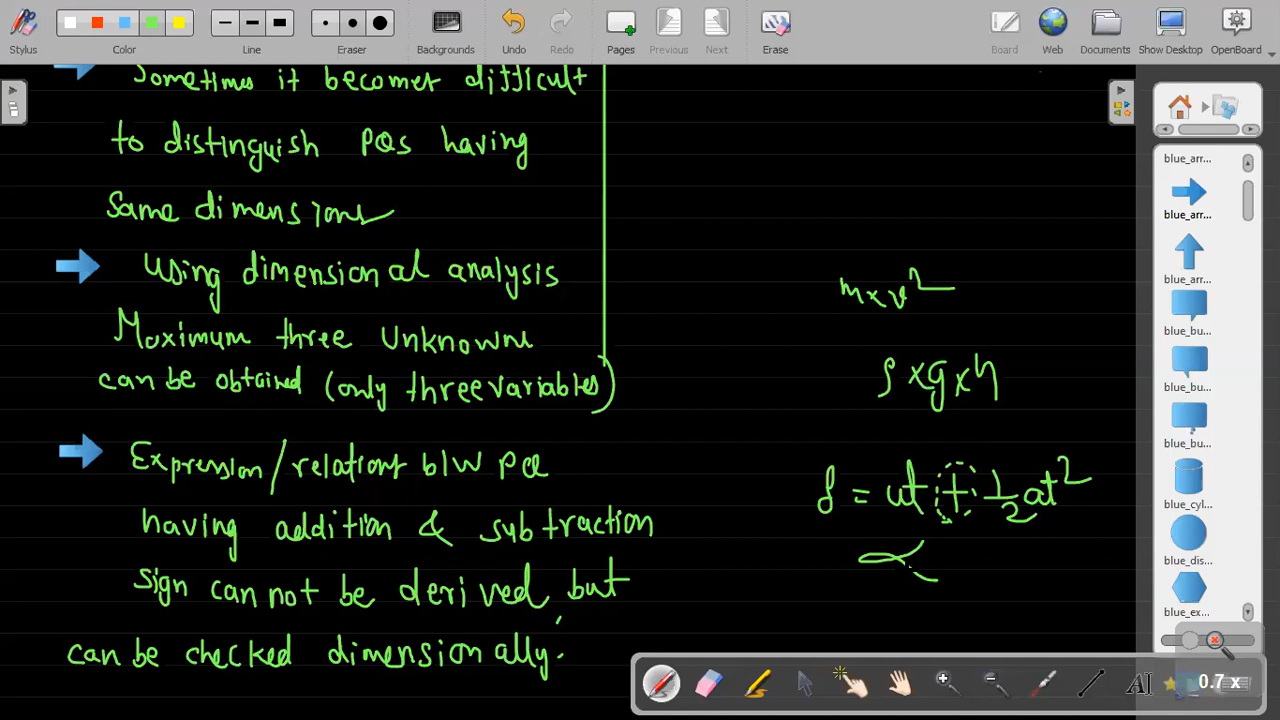 Stylus Color Line Eraser Backgrounds Undo Redo Pages Previous Next Erase Board Web Documents Show Desktop OpenBoard
Sometimes it becomes difficult
to distinguish PQs having
Same dimensions
Using dimensional analysis
Maximum three Unknowns
can be obtained (only three variables)
Expression/relations b/w PQ
having addition & subtraction
sign can not be derived, but
can be checked dimensionally.
m x v²
ρ x g x h
s = ut + 1/2 at²
∝
blue_arr...
blue_arr...
blue_arr...
blue_bu...
blue_bu...
blue_bu...
blue_cyl...
blue_dis...
blue_ex...
0.7 x